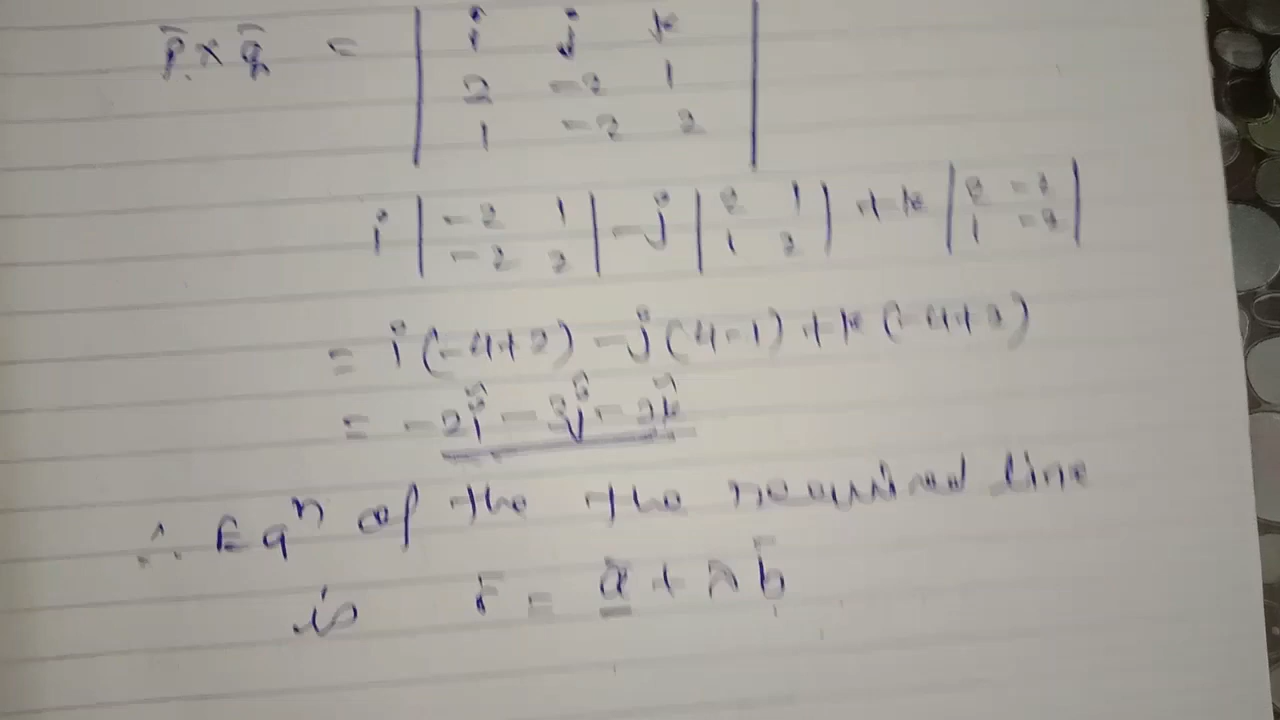 p̄ × q̄ = | i j k |
| 2 -2 1 |
| 1 -2 2 |
i | -2 1 | - j | 2 1 | + k | 2 -2 |
| -2 2 | | 1 2 | | 1 -2 |
= i (-4+2) - j (4-1) + k (-4+2)
= -2î - 3ĵ - 2k̂
∴ Eqⁿ of the the required line
is r̄ = ā + λ b̄